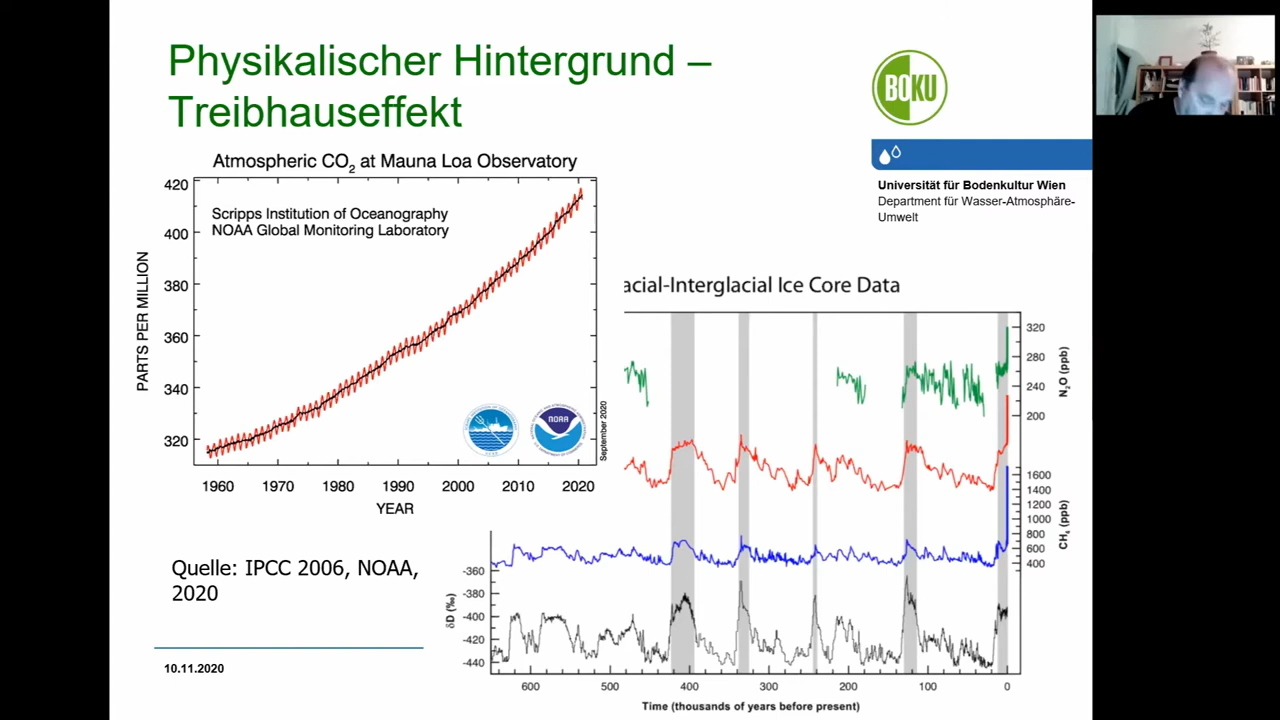 Physikalischer Hintergrund –
Treibhauseffekt
BOKU
Universität für Bodenkultur Wien
Department für Wasser-Atmosphäre-
Umwelt
Atmospheric CO2 at Mauna Loa Observatory
Scripps Institution of Oceanography
NOAA Global Monitoring Laboratory
PARTS PER MILLION
420
400
380
360
340
320
1960 1970 1980 1990 2000 2010 2020
YEAR
NOAA
September 2020
acial-Interglacial Ice Core Data
320
280
240
200
N2O (ppb)
1600
1400
1200
1000
800
600
400
CH4 (ppb)
-360
-380
-400
-420
-440
δD (‰)
600 500 400 300 200 100 0
Time (thousands of years before present)
Quelle: IPCC 2006, NOAA,
2020
10.11.2020